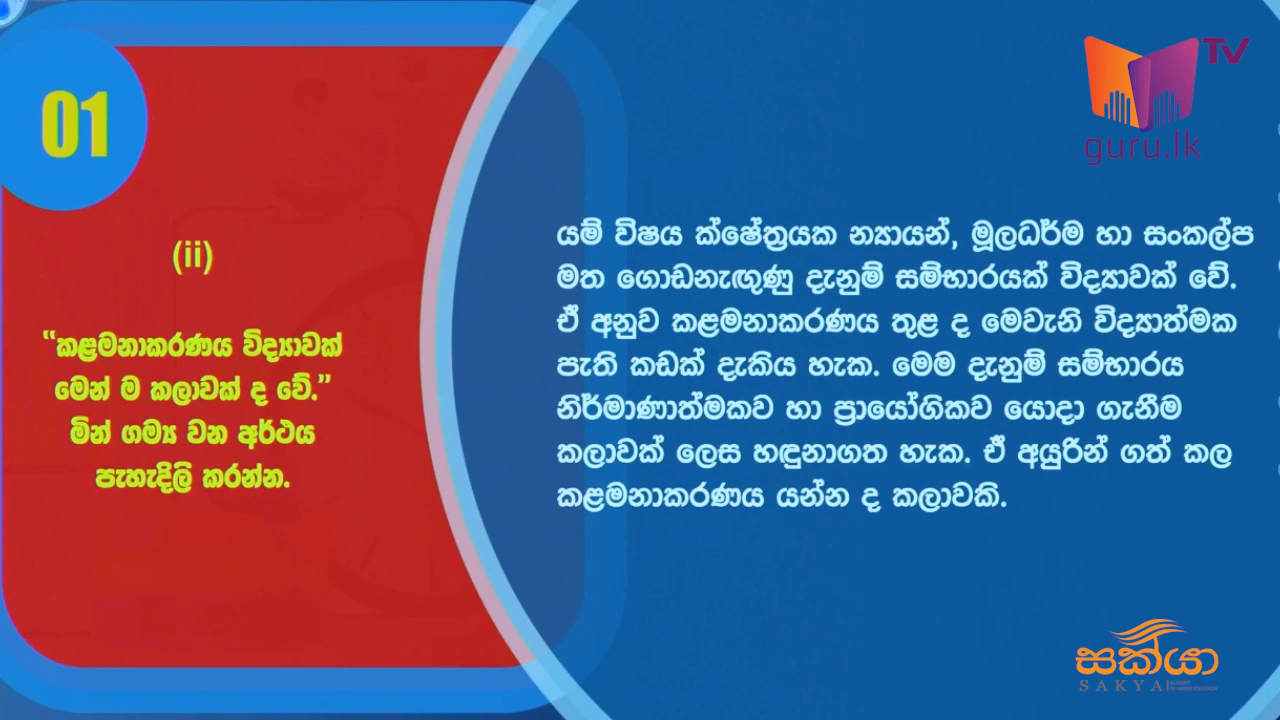 01
(ii)
“කළමනාකරණය විද්‍යාවක්
මෙන් ම කලාවක් ද වේ.”
මින් ගම්‍ය වන අර්ථය
පැහැදිලි කරන්න.
යම් විෂය ක්ෂේත්‍රයක න්‍යායන්, මූලධර්ම හා සංකල්ප
මත ගොඩනැඟුණු දැනුම් සම්භාරයක් විද්‍යාවක් වේ.
ඒ අනුව කළමනාකරණය තුළ ද මෙවැනි විද්‍යාත්මක
පැති කඩක් දැකිය හැක. මෙම දැනුම් සම්භාරය
නිර්මාණාත්මකව හා ප්‍රායෝගිකව යොදා ගැනීම
කලාවක් ලෙස හඳුනාගත හැක. ඒ අයුරින් ගත් කල
කළමනාකරණය යන්න ද කලාවකි.
TV
guru.lk
සක්යා
SAKYA